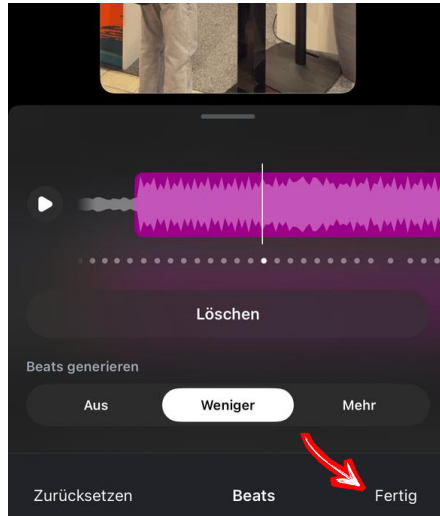 Löschen
Beats generieren
Aus Weniger Mehr
Zurücksetzen Beats Fertig